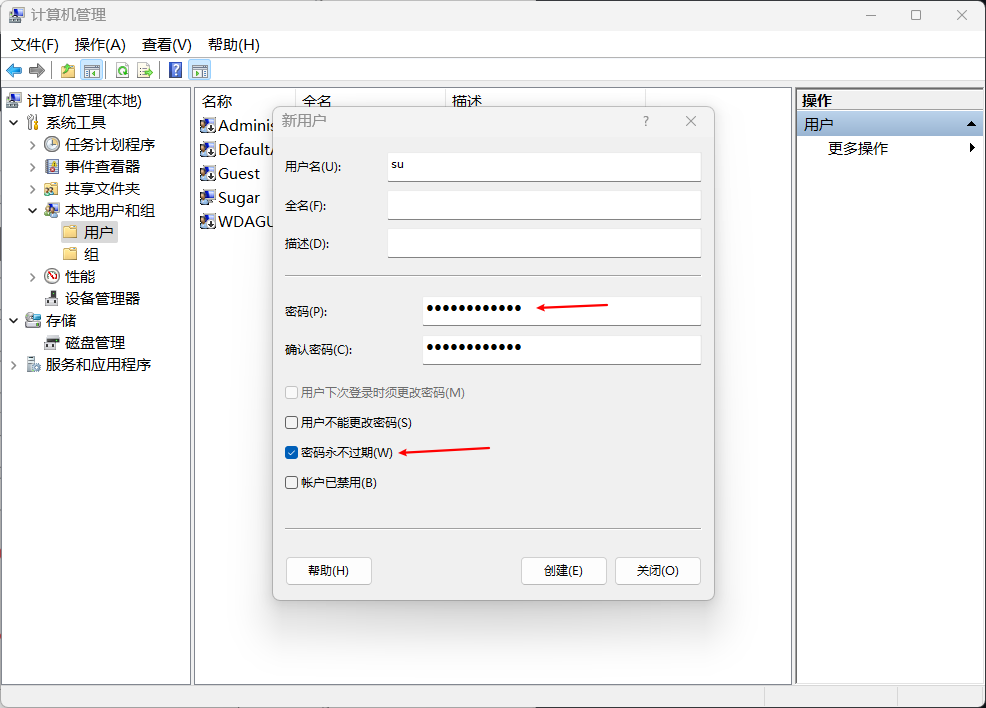 计算机管理
文件(F) 操作(A) 查看(V) 帮助(H)
计算机管理(本地)
系统工具
任务计划程序
事件查看器
共享文件夹
本地用户和组
用户
组
性能
设备管理器
存储
磁盘管理
服务和应用程序
名称 全名 描述
Adminis
Default
Guest
Sugar
WDAGU
新用户
用户名(U): su
全名(F):
描述(D):
密码(P): ●●●●●●●●●●●●
确认密码(C): ●●●●●●●●●●●●
用户下次登录时须更改密码(M)
用户不能更改密码(S)
密码永不过期(W)
帐户已禁用(B)
帮助(H) 创建(E) 关闭(O)
操作
用户
更多操作